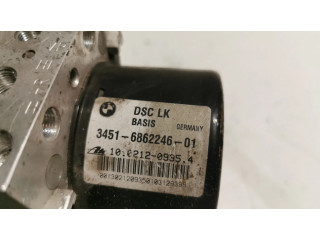 DSC LK
BASIS
GERMANY
3451-6862246-01
10.0212-0935.4